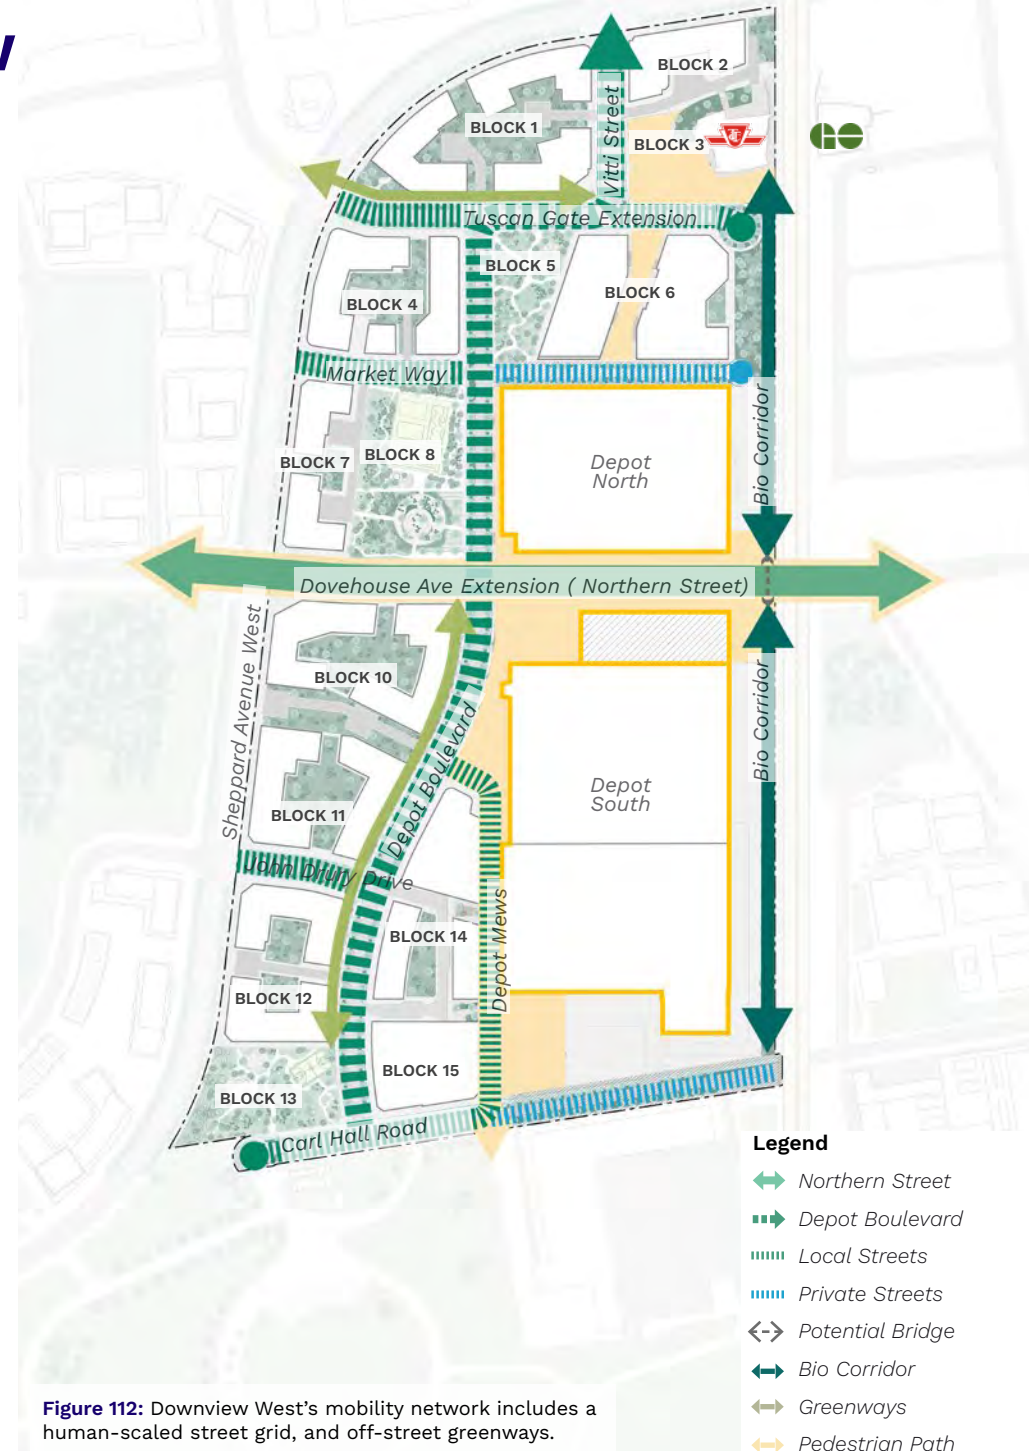 BLOCK 2
BLOCK 1
Vitti Street
BLOCK 3
Tuscan Gate Extension
BLOCK 5
BLOCK 4
BLOCK 6
Market Way
BLOCK 7
BLOCK 8
Depot
North
Bio Corridor
Dovehouse Ave Extension ( Northern Street)
Sheppard Avenue West
BLOCK 10
Depot Boulevard
Bio Corridor
BLOCK 11
Depot
South
John Drury Drive
BLOCK 14
Depot Mews
BLOCK 12
BLOCK 15
BLOCK 13
Carl Hall Road
Legend
Northern Street
Depot Boulevard
Local Streets
Private Streets
Potential Bridge
Bio Corridor
Greenways
Pedestrian Path
Figure 112: Downview West’s mobility network includes a
human-scaled street grid, and off-street greenways.